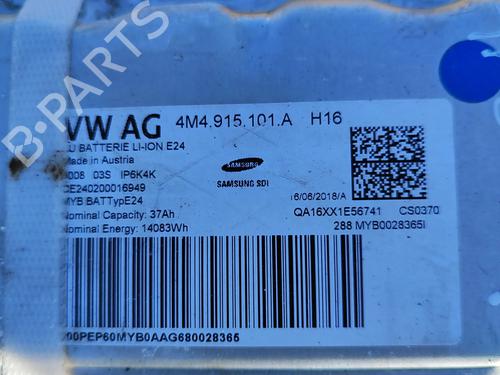 VW AG 4M4.915.101.A H16
BATTERIE LI-ION E24
Made in Austria
03S IP6K4K
CE240200016949
MYB BATTypE24
Nominal Capacity: 37Ah
Nominal Energy: 14083Wh
SAMSUNG
SAMSUNG SDI
16/06/2018/A
QA16XX1E56741 CS0370
288 MYB0028365I
00PEP60MYB0AAG680028365
B-PARTS